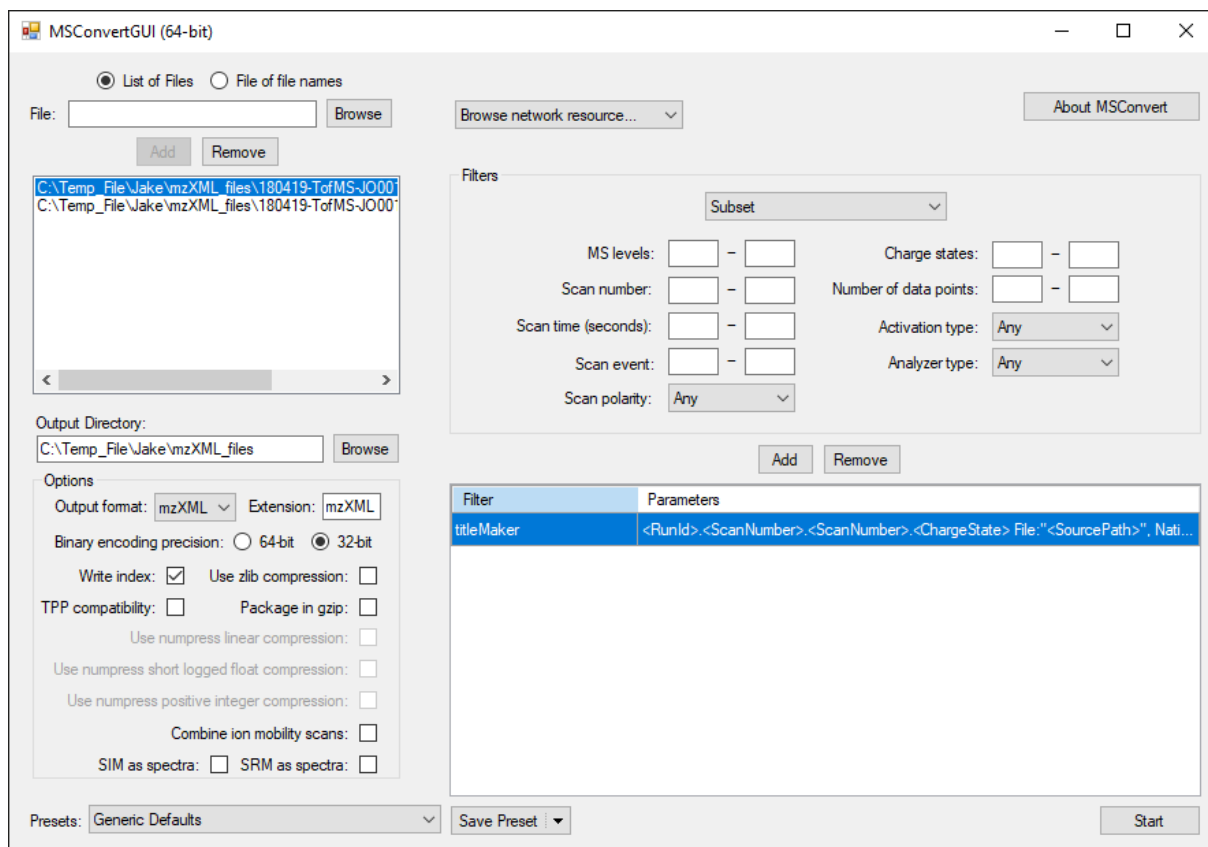 MSConvertGUI (64-bit)
List of Files File of file names
File: Browse
Add Remove
C:\Temp_File\Jake\mzXML_files\180419-TofMS-JO00
C:\Temp_File\Jake\mzXML_files\180419-TofMS-JO00
Output Directory:
C:\Temp_File\Jake\mzXML_files Browse
Options
Output format: mzXML Extension: mzXML
Binary encoding precision: 64-bit 32-bit
Write index: Use zlib compression:
TPP compatibility: Package in gzip:
Use numpress linear compression:
Use numpress short logged float compression:
Use numpress positive integer compression:
Combine ion mobility scans:
SIM as spectra: SRM as spectra:
Presets: Generic Defaults
Browse network resource... About MSConvert
Filters
Subset
MS levels: – Charge states: –
Scan number: – Number of data points: –
Scan time (seconds): – Activation type: Any
Scan event: – Analyzer type: Any
Scan polarity: Any
Add Remove
Filter Parameters
titleMaker <RunId>.<ScanNumber>.<ScanNumber>.<ChargeState> File:"<SourcePath>", Nati...
Save Preset Start